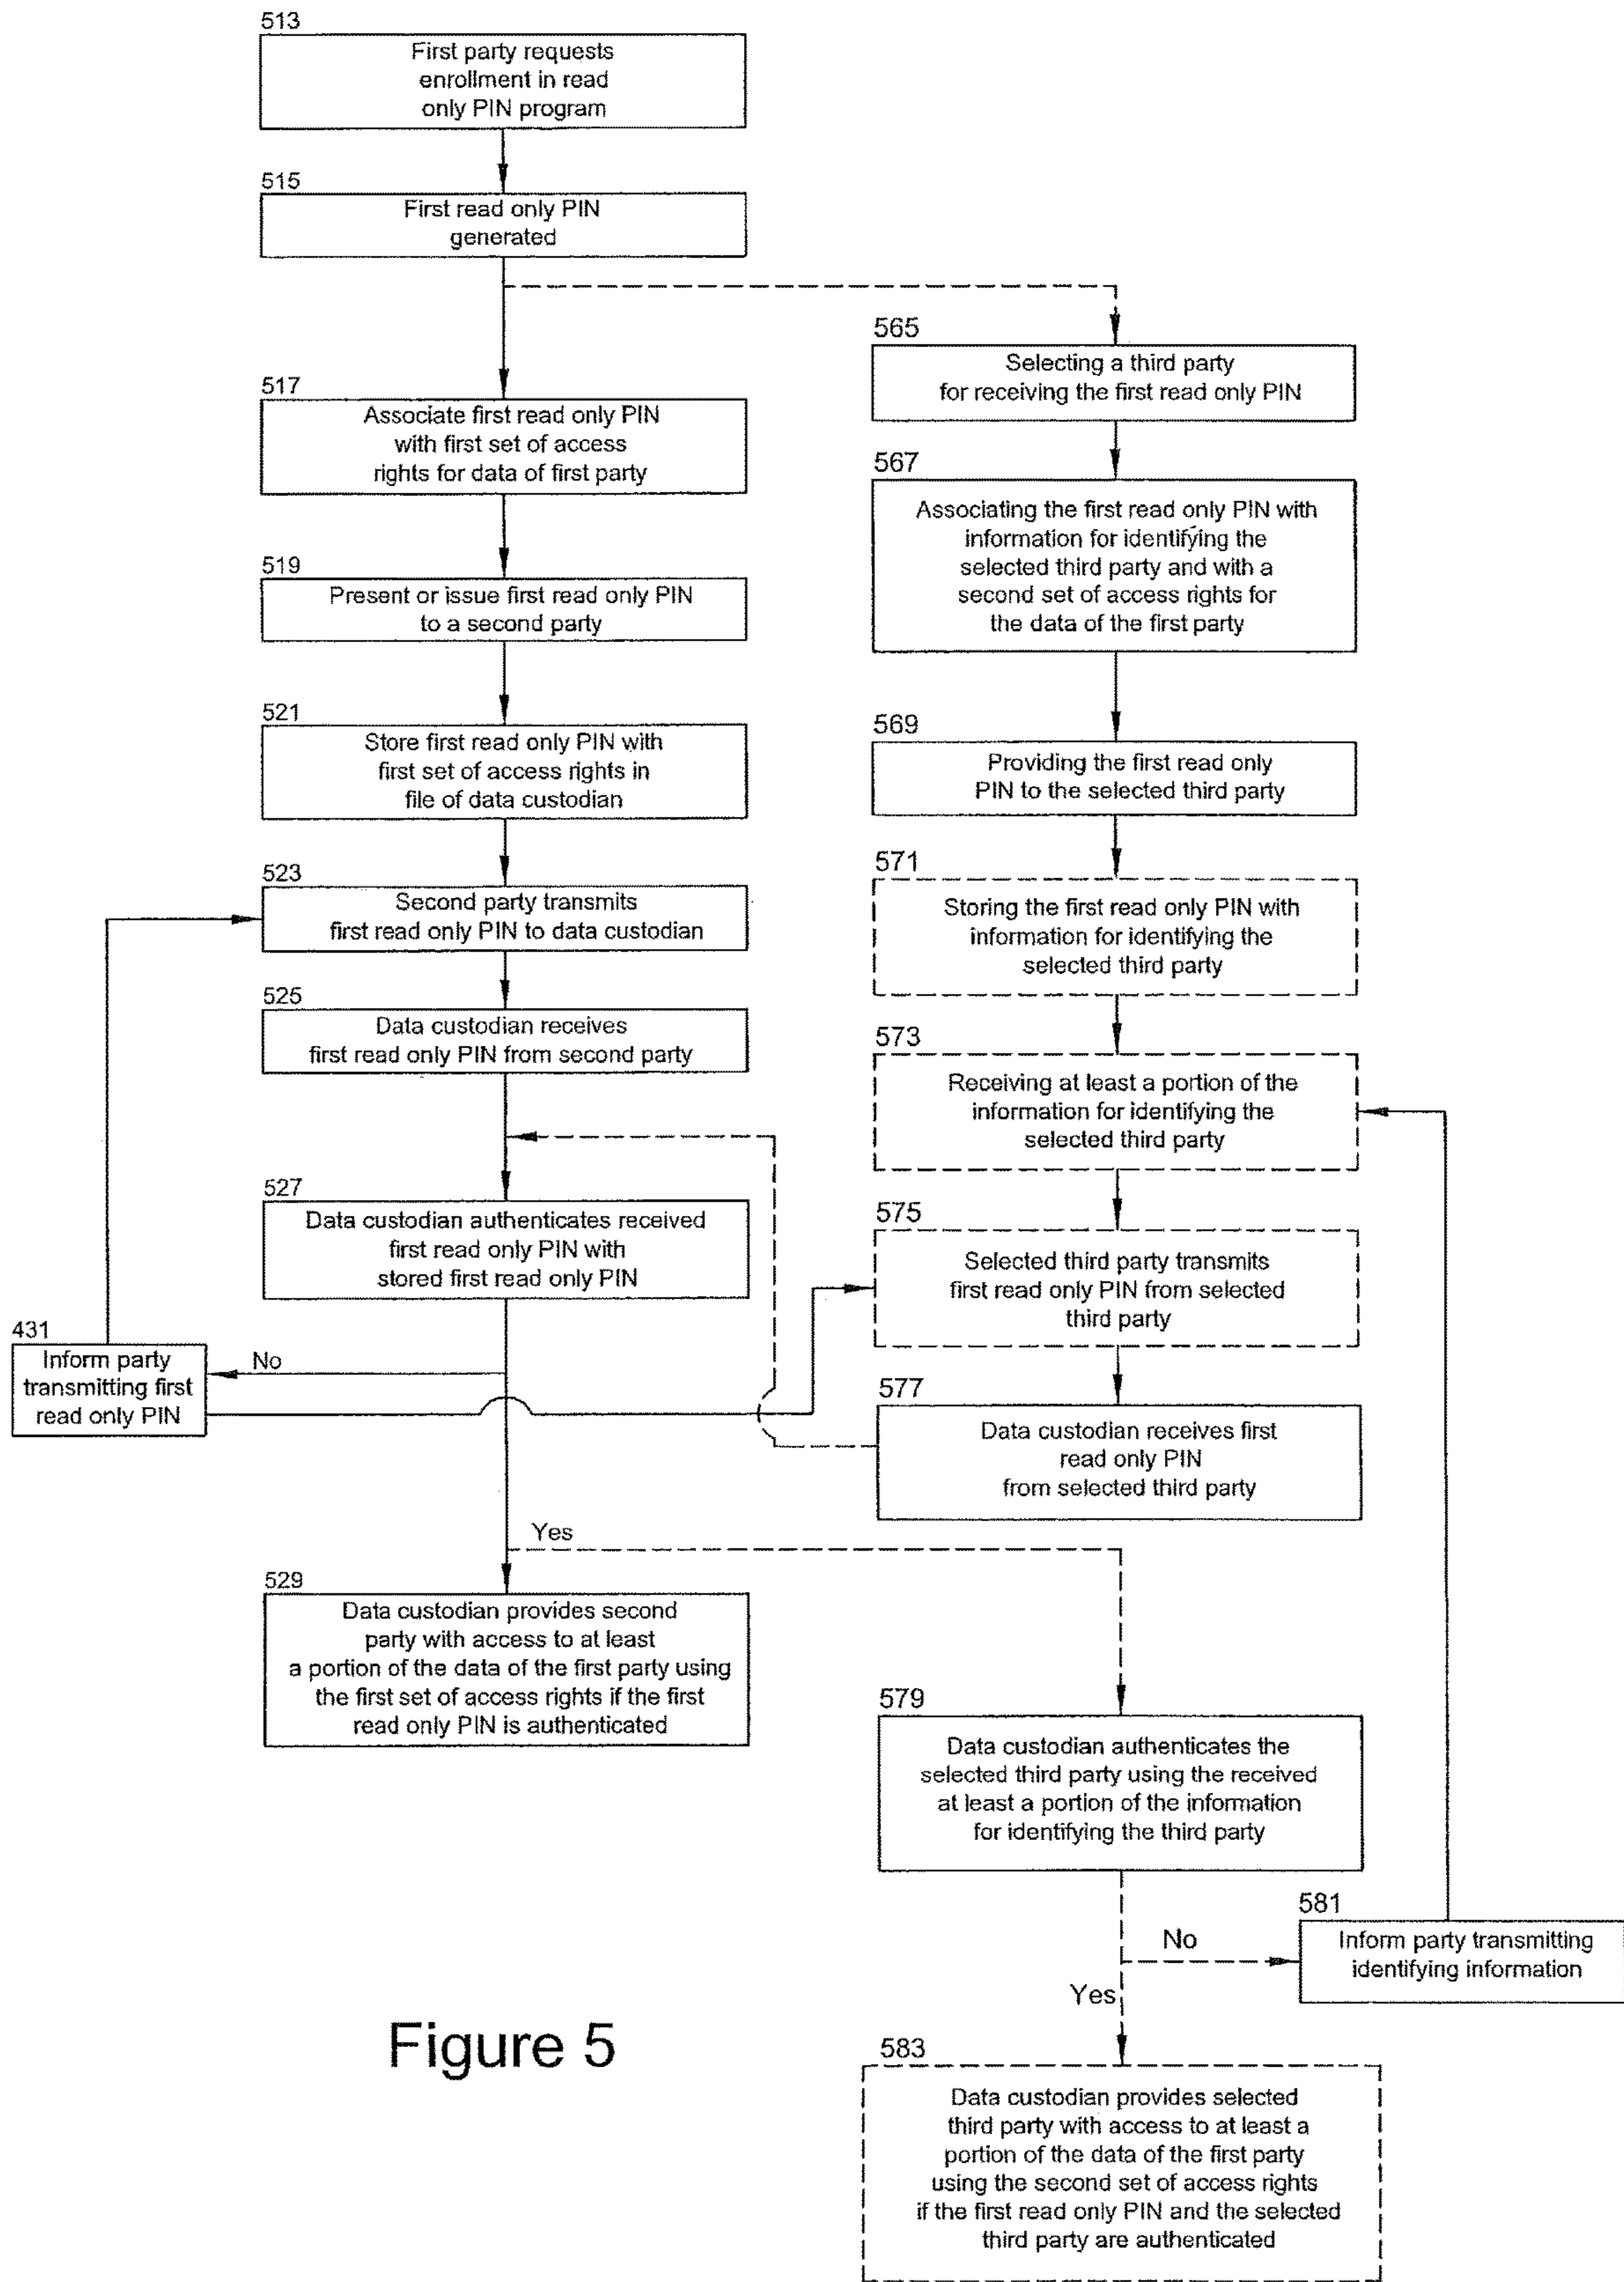 513
First party requests
enrollment in read
only PIN program
515
First read only PIN
generated
517
Associate first read only PIN
with first set of access
rights for data of first party
519
Present or issue first read only PIN
to a second party
521
Store first read only PIN with
first set of access rights in
file of data custodian
523
Second party transmits
first read only PIN to data custodian
525
Data custodian receives
first read only PIN from second party
527
Data custodian authenticates received
first read only PIN with
stored first read only PIN
431
Inform party
transmitting first
read only PIN
No
Yes
529
Data custodian provides second
party with access to at least
a portion of the data of the first party using
the first set of access rights if the first
read only PIN is authenticated
565
Selecting a third party
for receiving the first read only PIN
567
Associating the first read only PIN with
information for identifying the
selected third party and with a
second set of access rights for
the data of the first party
569
Providing the first read only
PIN to the selected third party
571
Storing the first read only PIN with
information for identifying the
selected third party
573
Receiving at least a portion of the
information for identifying the
selected third party
575
Selected third party transmits
first read only PIN from selected
third party
577
Data custodian receives first
read only PIN
from selected third party
579
Data custodian authenticates the
selected third party using the received
at least a portion of the information
for identifying the third party
No
581
Inform party transmitting
identifying information
Yes
583
Data custodian provides selected
third party with access to at least a
portion of the data of the first party
using the second set of access rights
if the first read only PIN and the selected
third party are authenticated
Figure 5